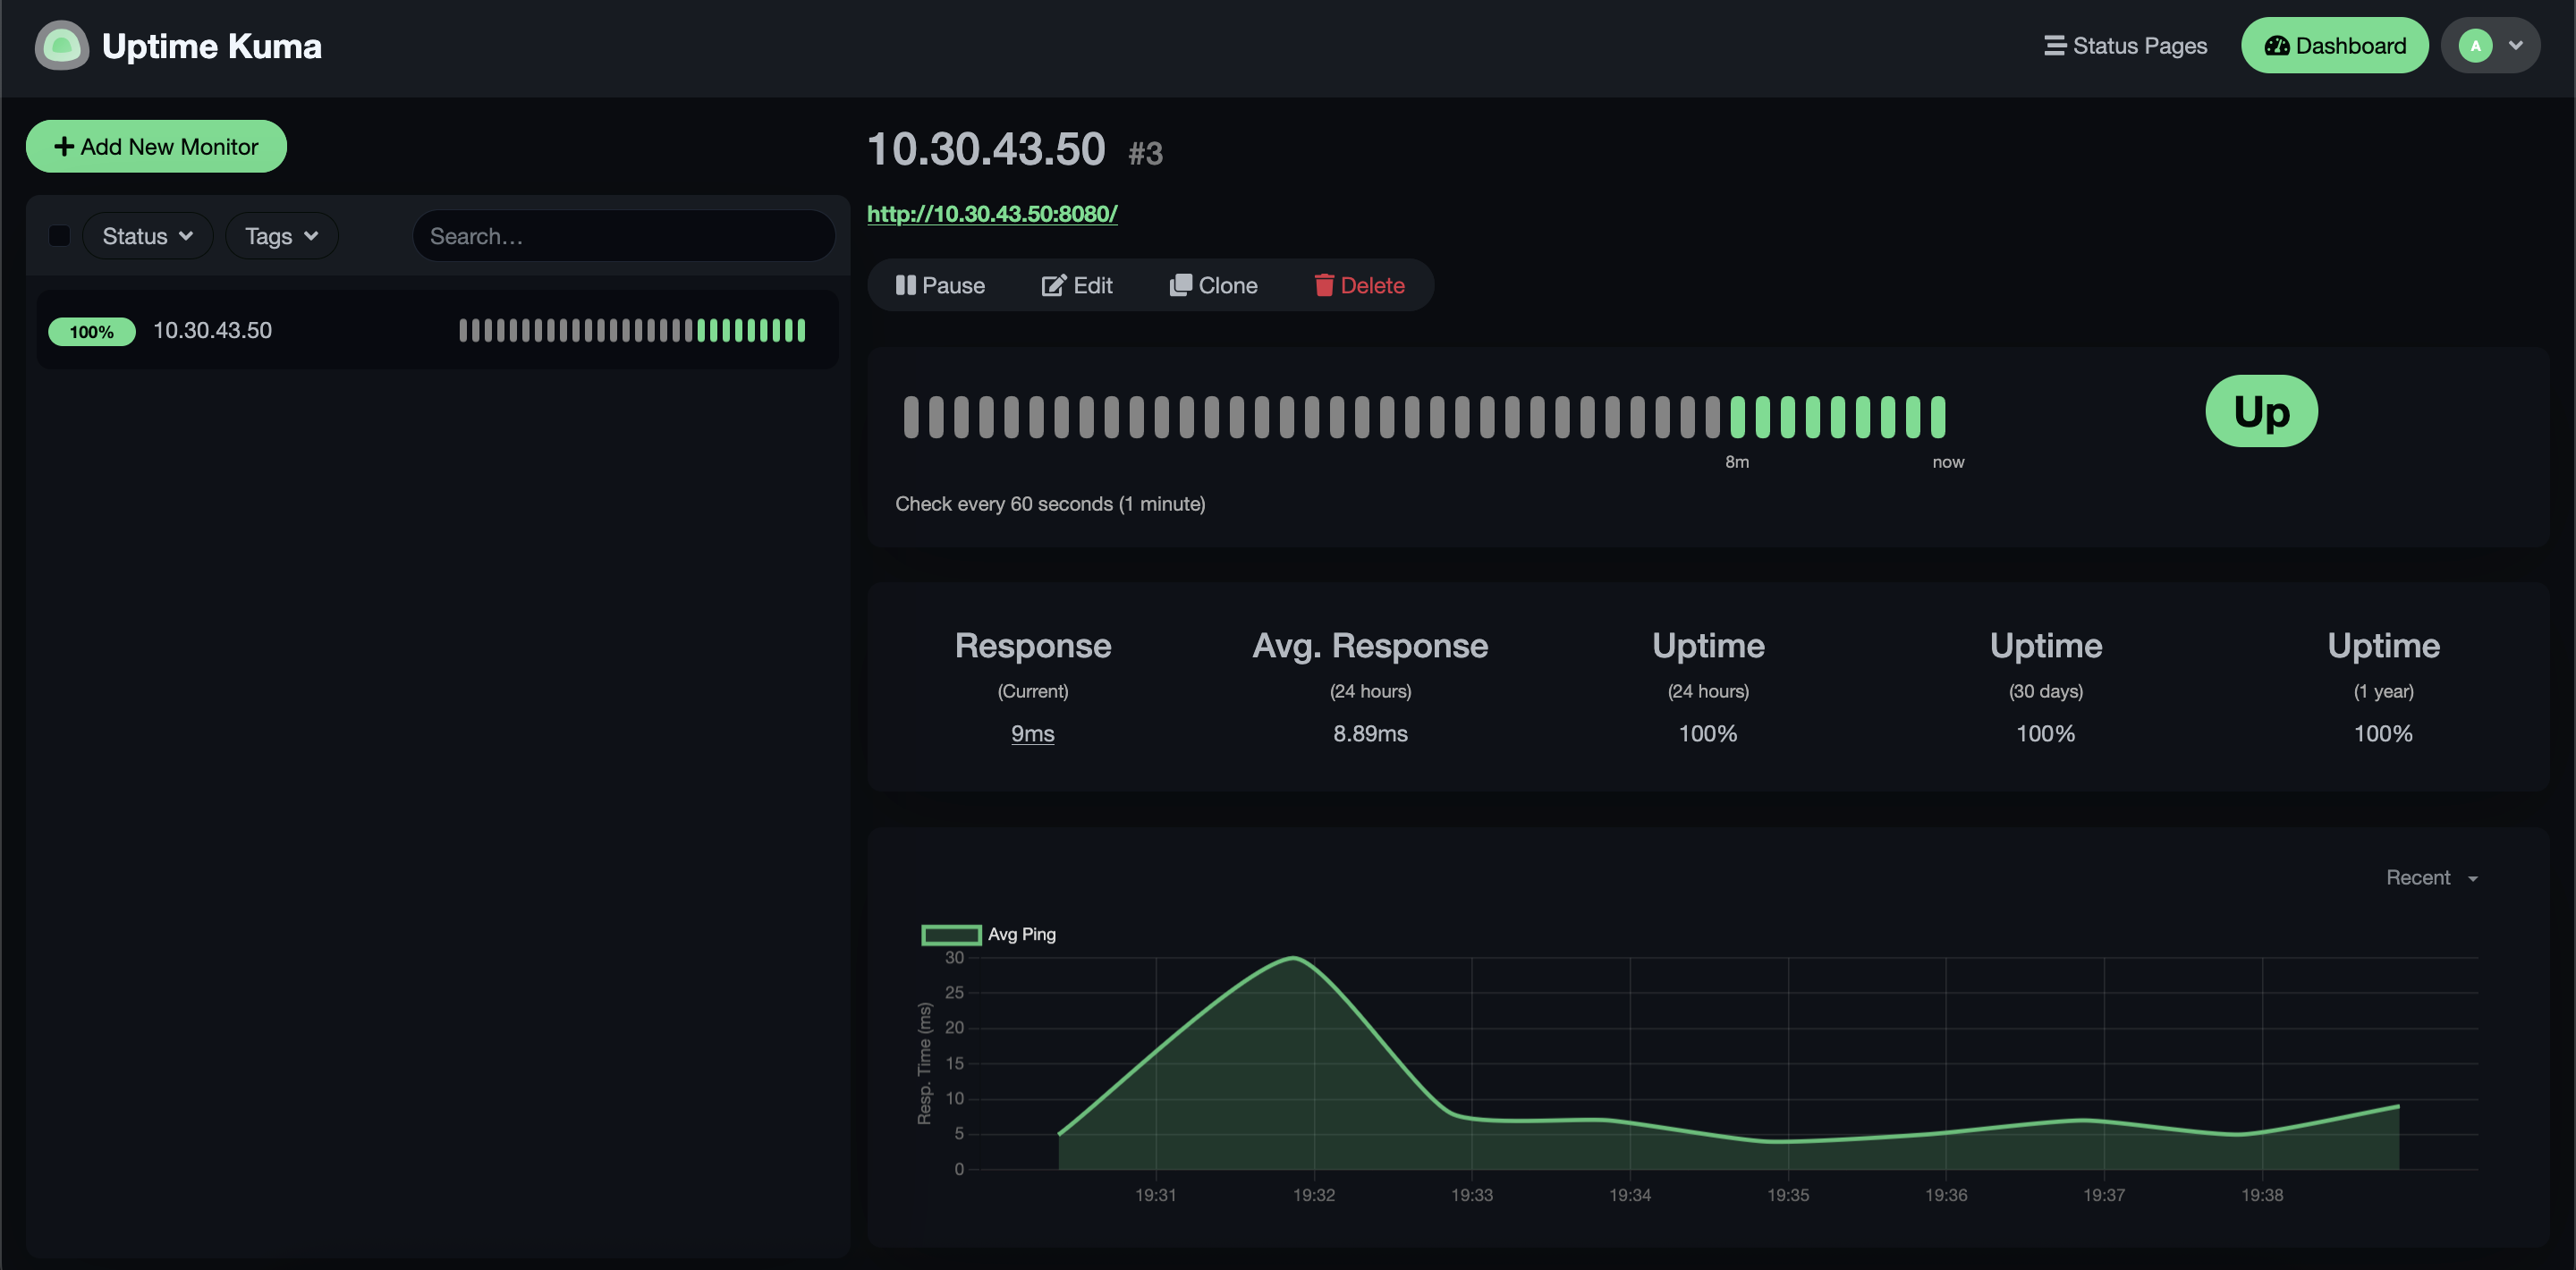 Uptime Kuma
Status Pages
Dashboard
A
Add New Monitor
Status
Tags
Search…
100%
10.30.43.50
10.30.43.50 #3
http://10.30.43.50:8080/
Pause
Edit
Clone
Delete
8m
now
Up
Check every 60 seconds (1 minute)
Response
(Current)
9ms
Avg. Response
(24 hours)
8.89ms
Uptime
(24 hours)
100%
Uptime
(30 days)
100%
Uptime
(1 year)
100%
Recent
Avg Ping
Resp. Time (ms)
30
25
20
15
10
5
0
19:31
19:32
19:33
19:34
19:35
19:36
19:37
19:38